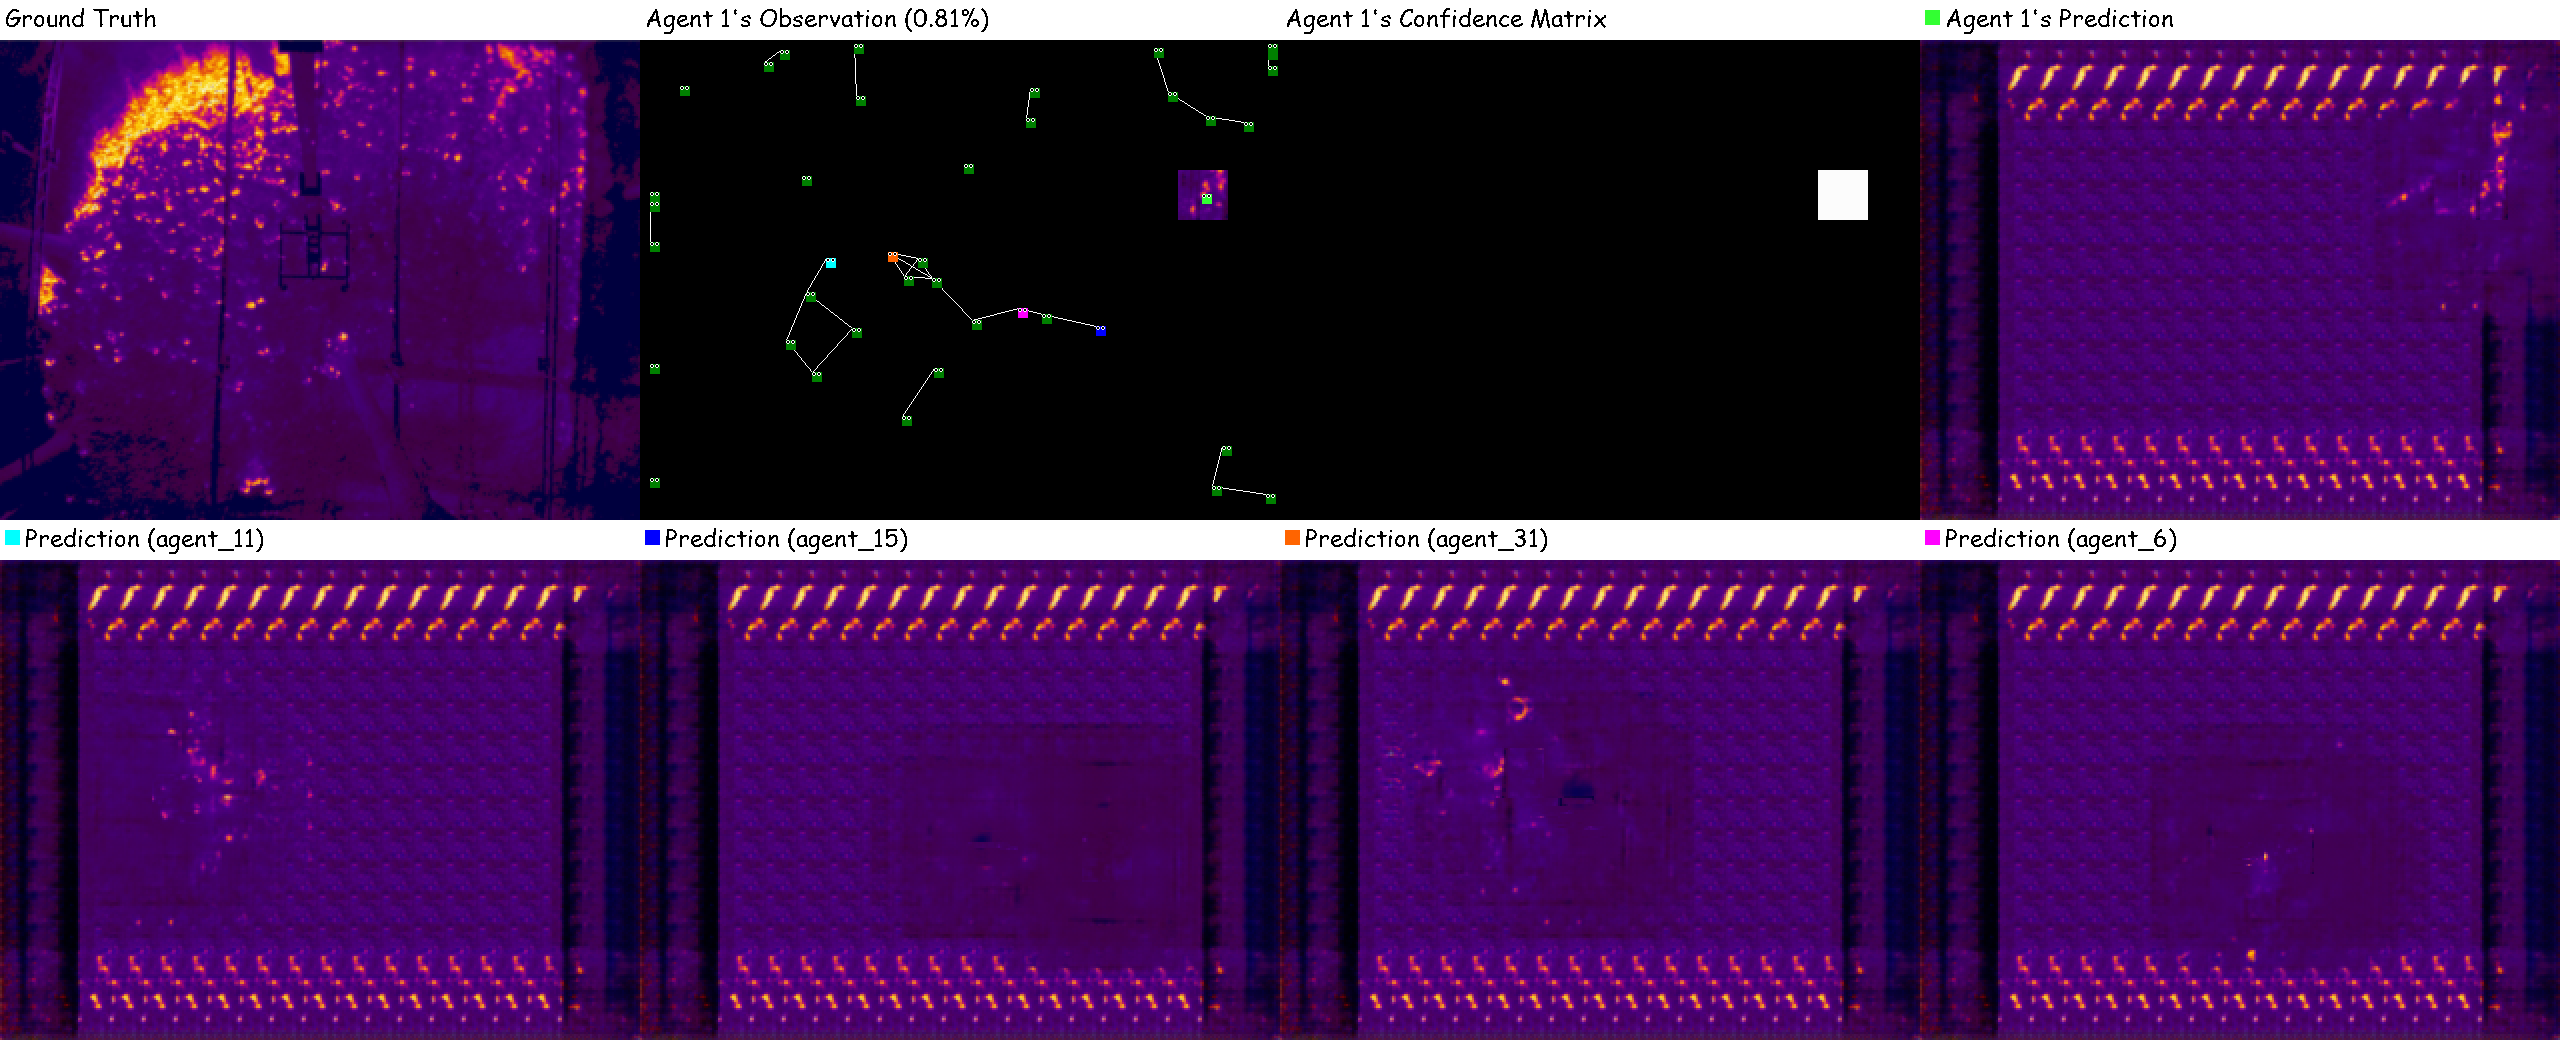 Ground Truth
Agent 1's Observation (0.81%)
Agent 1's Confidence Matrix
Agent 1's Prediction
Prediction (agent_11)
Prediction (agent_15)
Prediction (agent_31)
Prediction (agent_6)